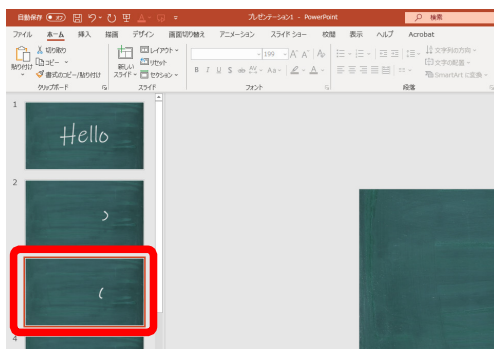 自動保存 オフ プレゼンテーション1 - PowerPoint 検索
ファイル ホーム 挿入 描画 デザイン 画面切り替え アニメーション スライド ショー 校閲 表示 ヘルプ Acrobat
貼り付け 切り取り コピー 書式のコピー/貼り付け
新しいスライド レイアウト リセット セクション
199
B I U S ab AV Aa A
文字列の方向
文字の配置
SmartArt に変換
クリップボード スライド フォント 段落
1
Hello
2
)
(
4